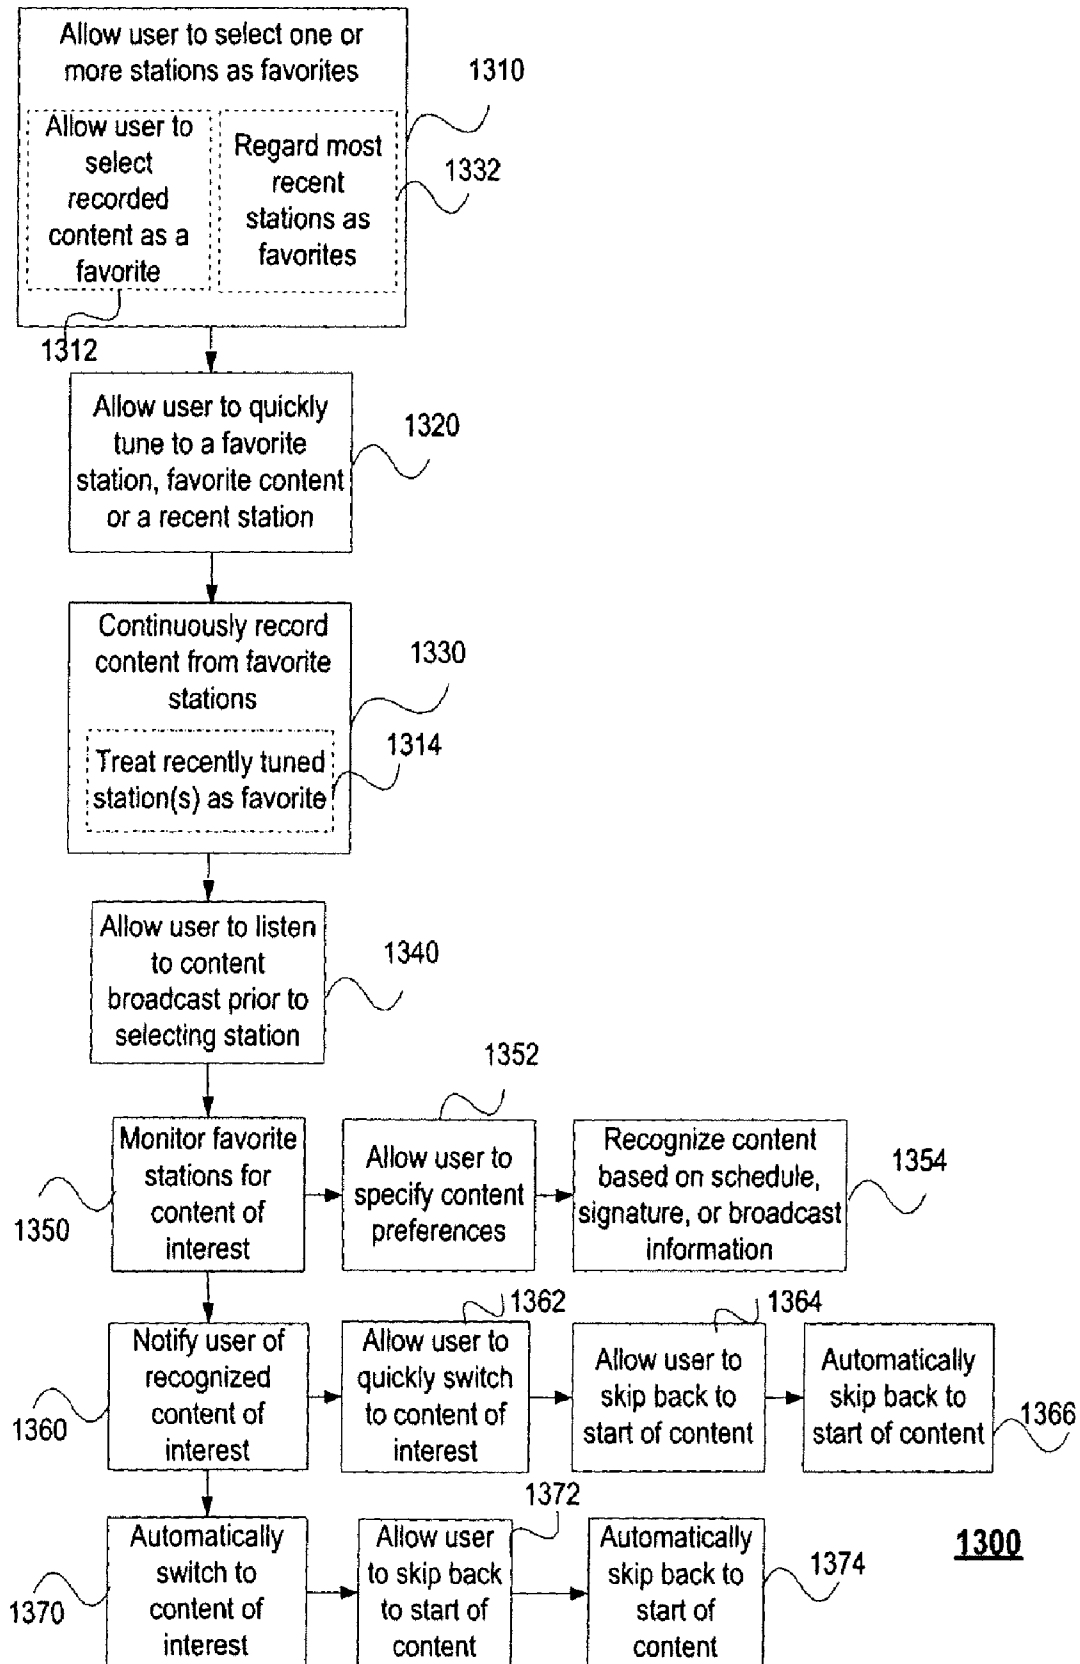 Allow user to select one or
more stations as favorites
1310
Allow user to
select
recorded
content as a
favorite
Regard most
recent
stations as
favorites
1332
1312
Allow user to quickly
tune to a favorite
station, favorite content
or a recent station
1320
Continuously record
content from favorite
stations
1330
Treat recently tuned
station(s) as favorite
1314
Allow user to listen
to content
broadcast prior to
selecting station
1340
Monitor favorite
stations for
content of
interest
1350
Allow user to
specify content
preferences
1352
Recognize content
based on schedule,
signature, or broadcast
information
1354
Notify user of
recognized
content of
interest
1360
Allow user to
quickly switch
to content of
interest
1362
Allow user to
skip back to
start of content
1364
Automatically
skip back to
start of content
1366
Automatically
switch to
content of
interest
1370
Allow user
to skip back
to start of
content
1372
Automatically
skip back to
start of
content
1374
1300